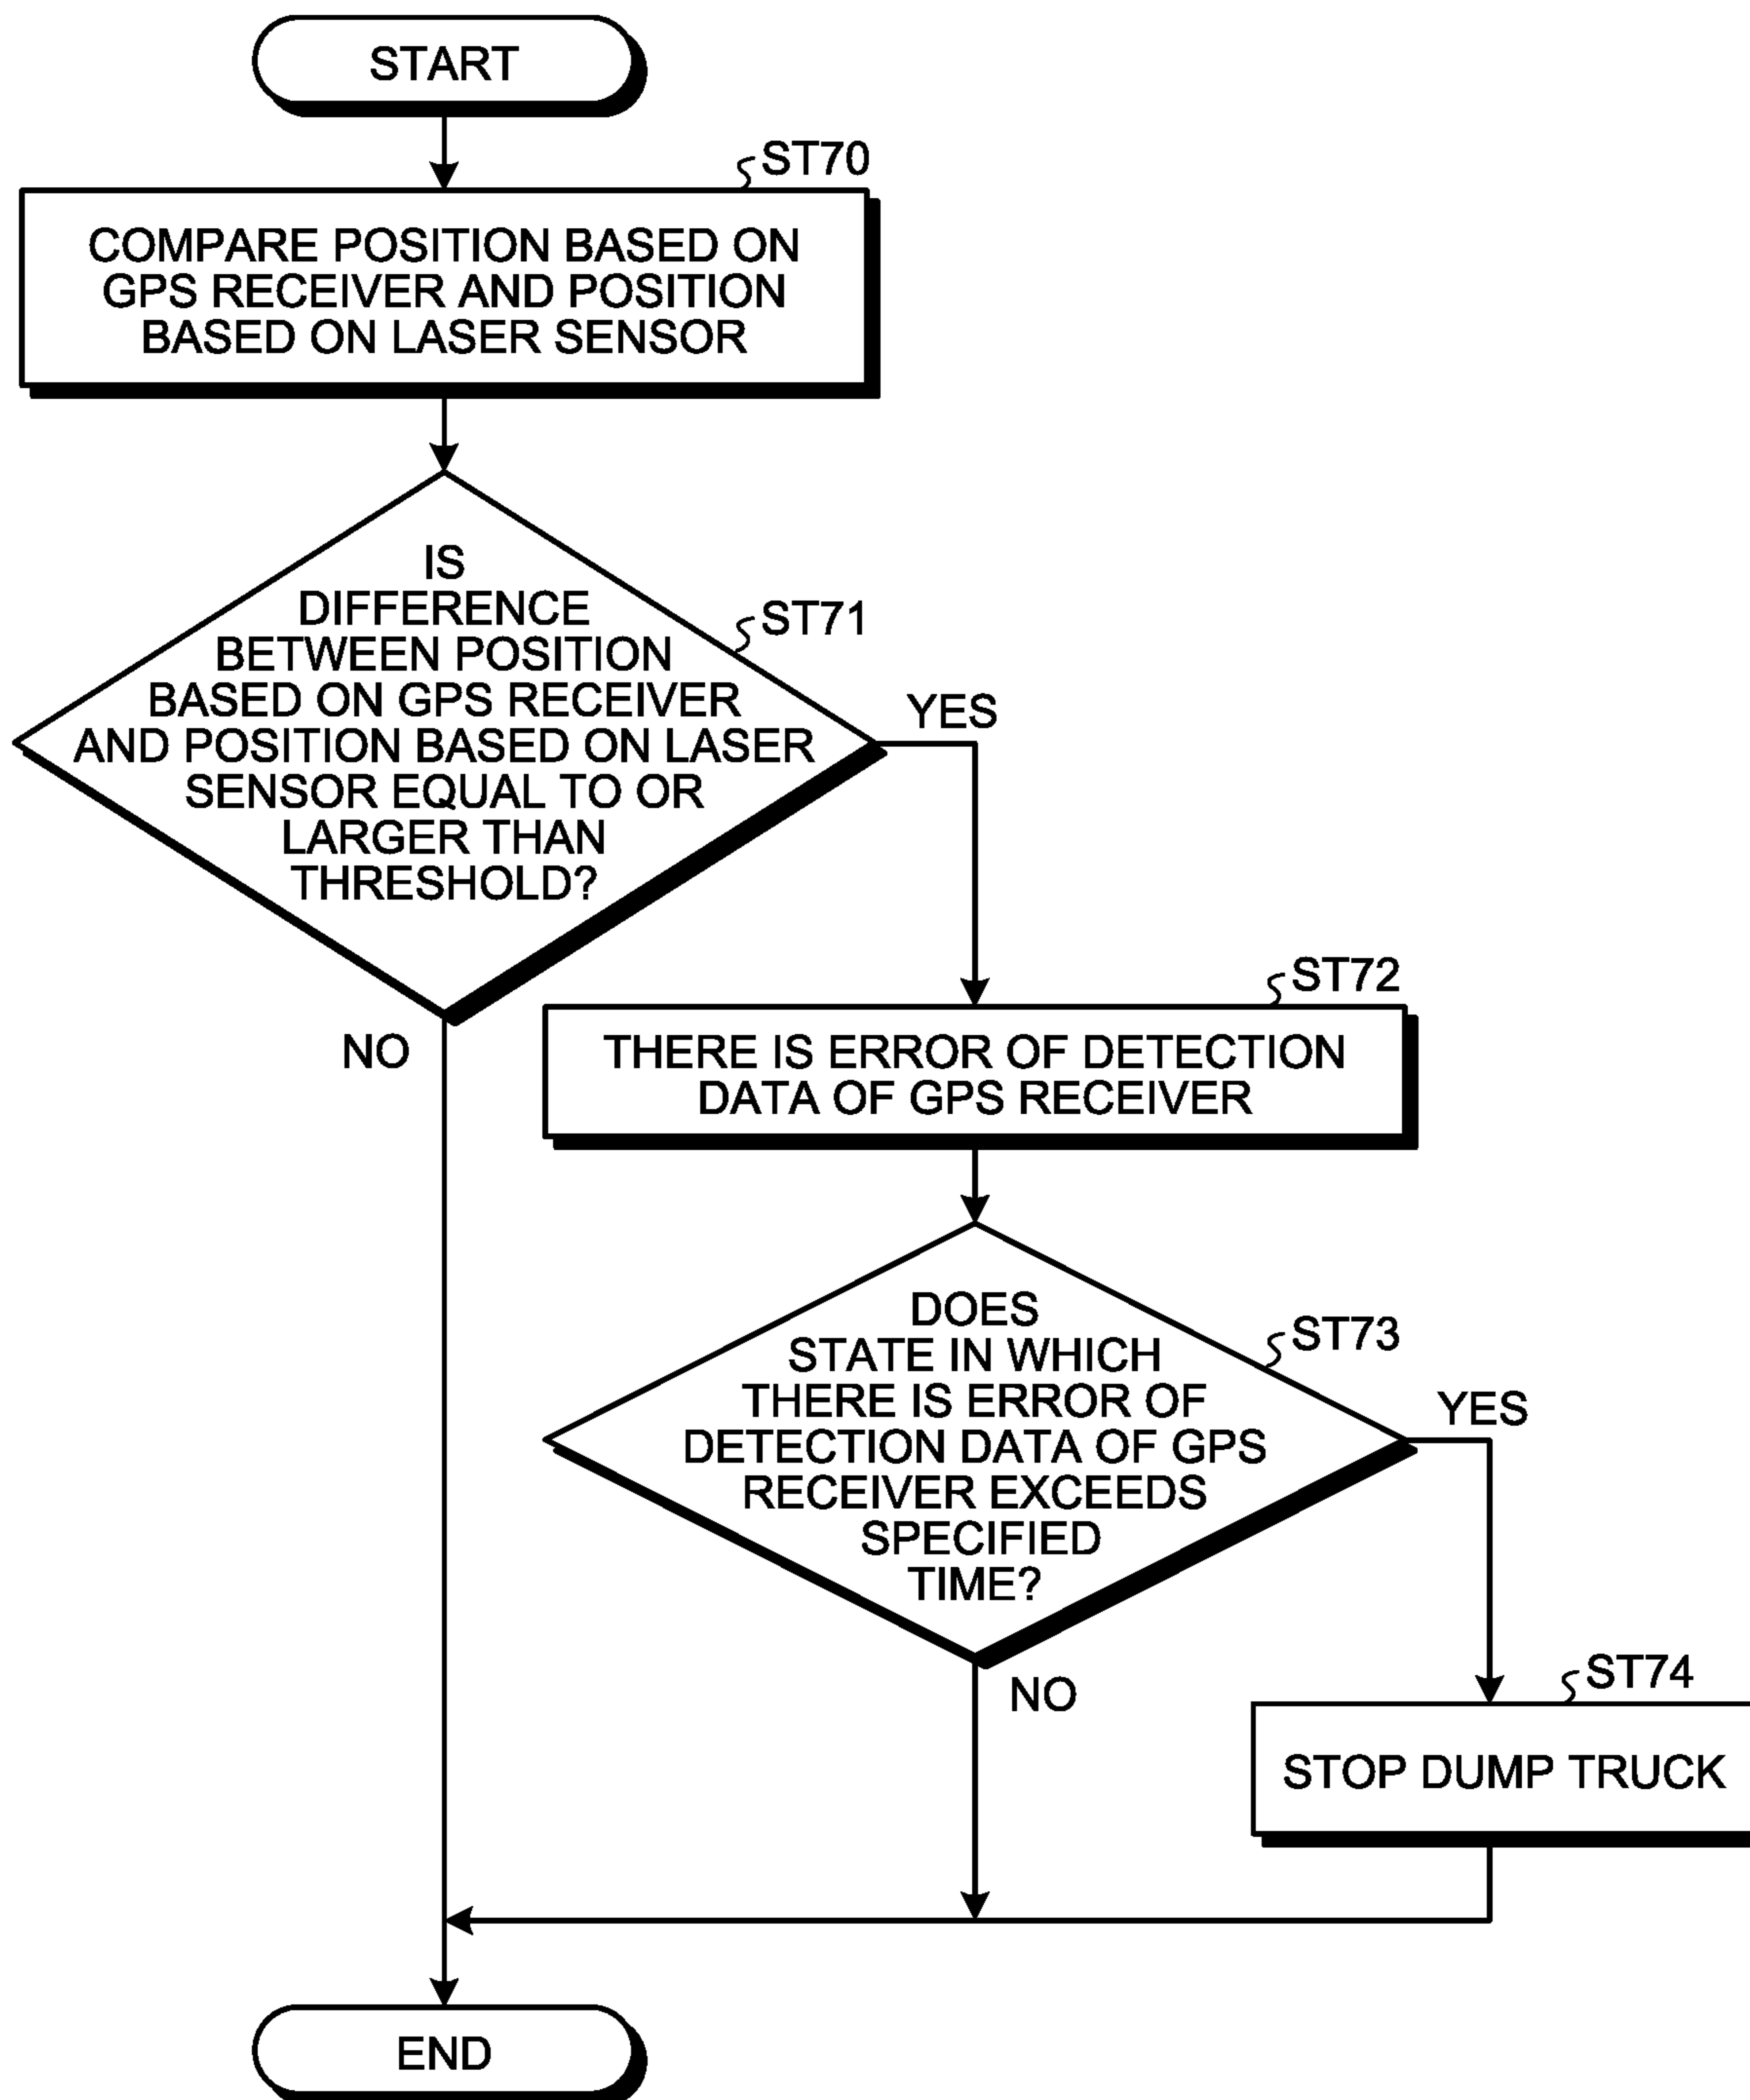 START
ST70
COMPARE POSITION BASED ON
GPS RECEIVER AND POSITION
BASED ON LASER SENSOR
IS
DIFFERENCE
BETWEEN POSITION
BASED ON GPS RECEIVER
AND POSITION BASED ON LASER
SENSOR EQUAL TO OR
LARGER THAN
THRESHOLD?
ST71
YES
NO
ST72
THERE IS ERROR OF DETECTION
DATA OF GPS RECEIVER
DOES
STATE IN WHICH
THERE IS ERROR OF
DETECTION DATA OF GPS
RECEIVER EXCEEDS
SPECIFIED
TIME?
ST73
YES
NO
ST74
STOP DUMP TRUCK
END